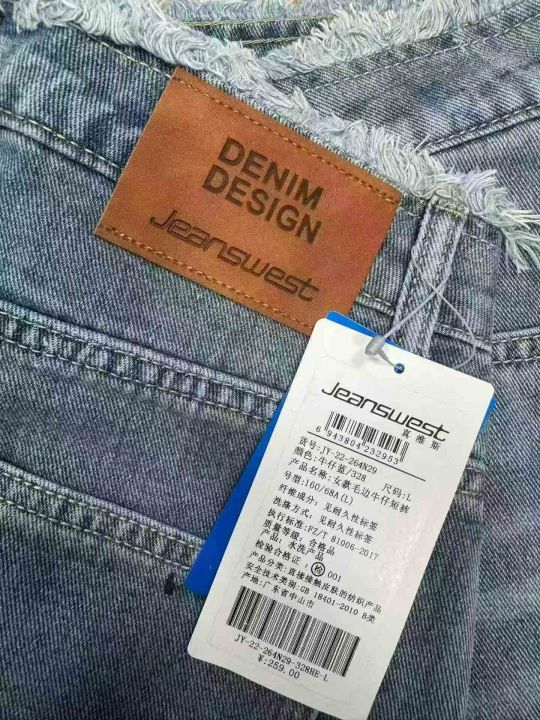 DENIM
DESIGN
Jeanswest
Jeanswest
真维斯
6 943804 232953
货号:JY-22-264N29
颜色:牛仔蓝/328 尺码:L
产品名称:女款毛边牛仔短裤
号型:160/68A(L)
纤维成分:见耐久性标签
洗涤方式:见耐久性标签
执行标准:FZ/T 81006-2017
质量等级:合格品
产品:水洗产品
检验合格证:检001
产品分类:直接接触皮肤的纺织产品
安全技术类别:GB 18401-2010 B类
产地:广东省中山市
JY-22-264N29-328HE-L
¥:259.00